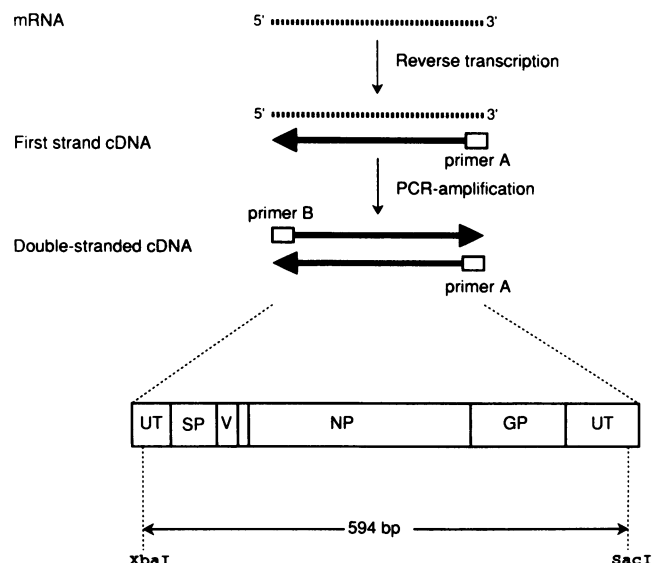 mRNA
5' 3'
Reverse transcription
5' 3'
First strand cDNA
primer A
PCR-amplification
primer B
Double-stranded cDNA
primer A
UT SP V NP GP UT
594 bp
XbaI SacI